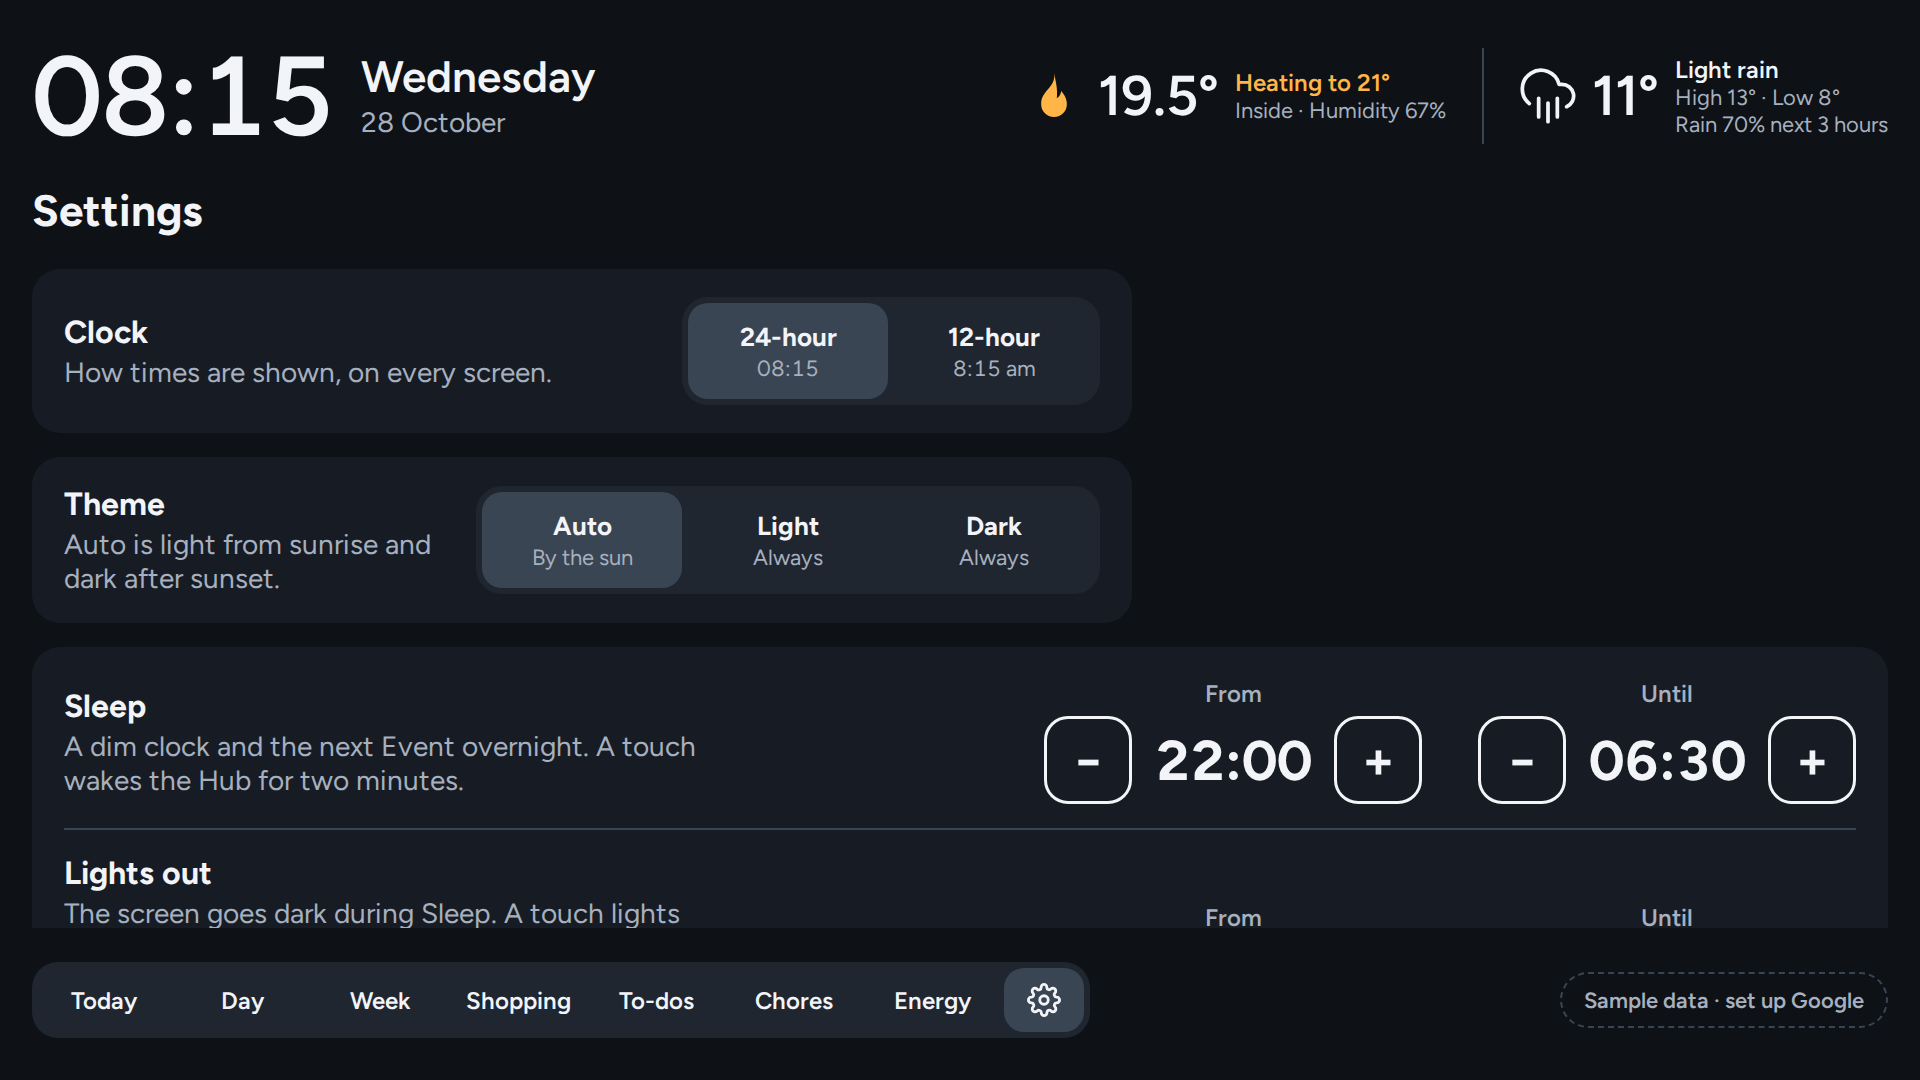 08:15
Wednesday
28 October
19.5°
Heating to 21°
Inside · Humidity 67%
11°
Light rain
High 13° · Low 8°
Rain 70% next 3 hours
Settings
Clock
How times are shown, on every screen.
24-hour
08:15
12-hour
8:15 am
Theme
Auto is light from sunrise and
dark after sunset.
Auto
By the sun
Light
Always
Dark
Always
Sleep
A dim clock and the next Event overnight. A touch
wakes the Hub for two minutes.
From
- 22:00 +
Until
- 06:30 +
Lights out
The screen goes dark during Sleep. A touch lights
From
Until
Today
Day
Week
Shopping
To-dos
Chores
Energy
Sample data · set up Google